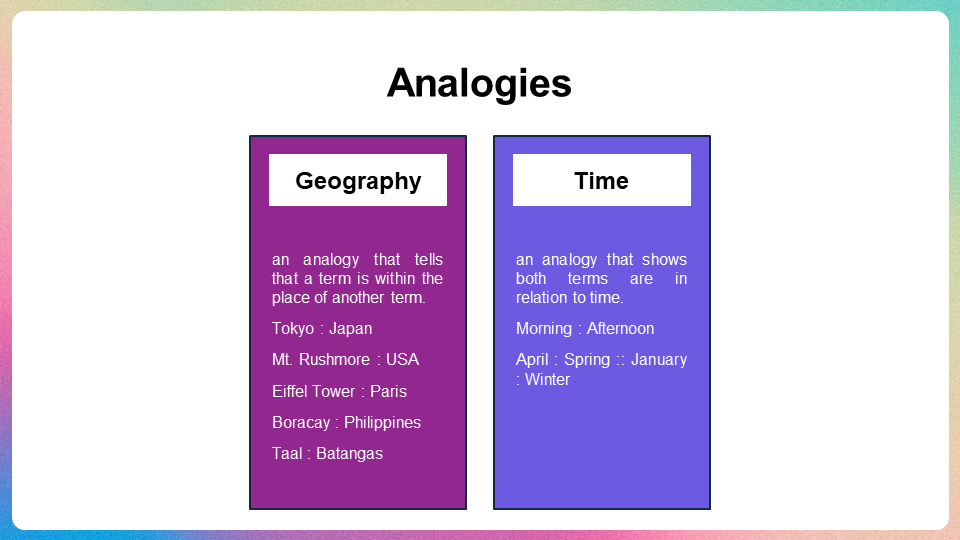 Analogies
Geography
an analogy that tells
that a term is within the
place of another term.
Tokyo : Japan
Mt. Rushmore : USA
Eiffel Tower : Paris
Boracay : Philippines
Taal : Batangas
Time
an analogy that shows
both terms are in
relation to time.
Morning : Afternoon
April : Spring :: January
: Winter